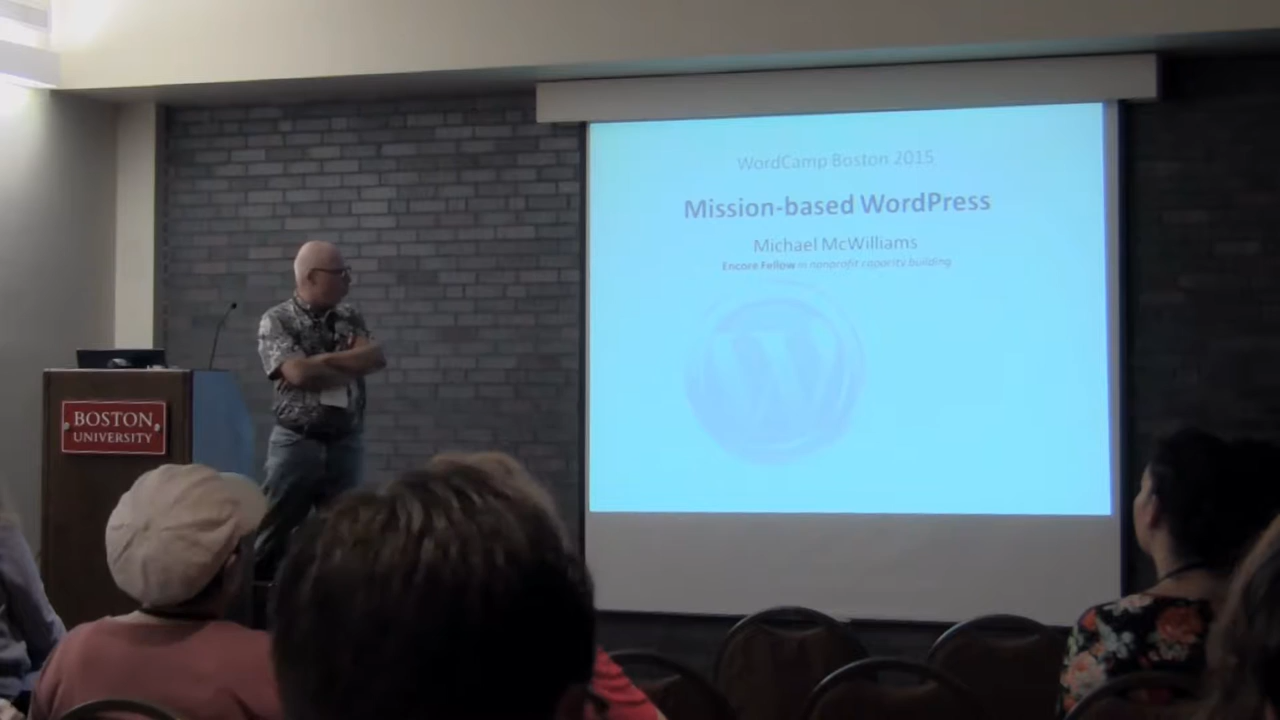 WordCamp Boston 2015
Mission-based WordPress
Michael McWilliams
Encore Fellow in nonprofit capacity building
W
BOSTON
UNIVERSITY